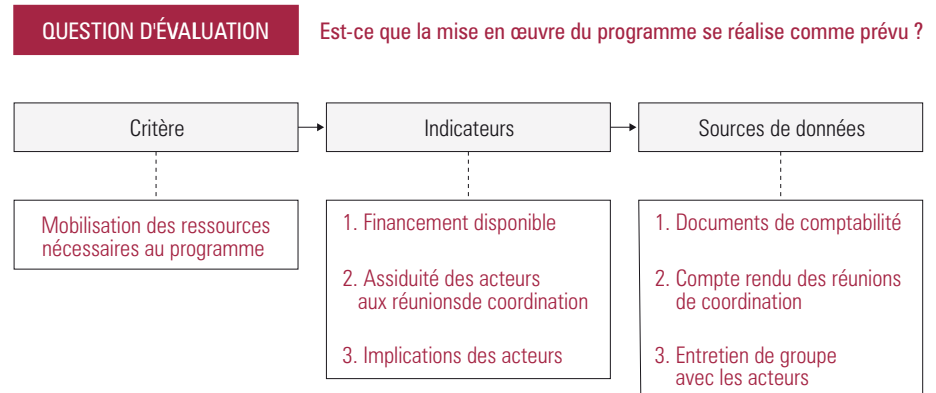 QUESTION D'ÉVALUATION
Est-ce que la mise en œuvre du programme se réalise comme prévu ?
Critère
Indicateurs
Sources de données
Mobilisation des ressources
nécessaires au programme
1. Financement disponible
2. Assiduité des acteurs
aux réunionsde coordination
3. Implications des acteurs
1. Documents de comptabilité
2. Compte rendu des réunions
de coordination
3. Entretien de groupe
avec les acteurs